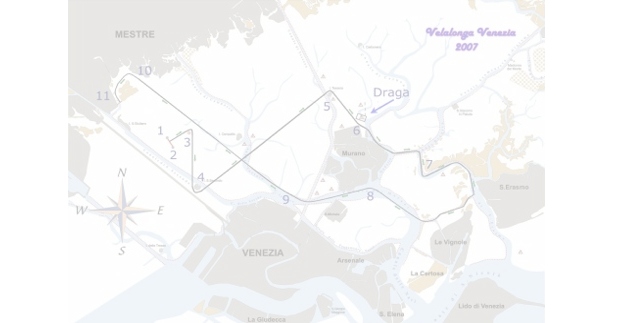 MESTRE
Velalonga Venezia
2007
10
11
Draga
5
6
1
3
2
Murano
7
4
N
W
E
S
S.Erasmo
9
8
Le Vignole
VENEZIA
Arsenale
La Certosa
S. Elena
Lido di Venezia
La Giudecca